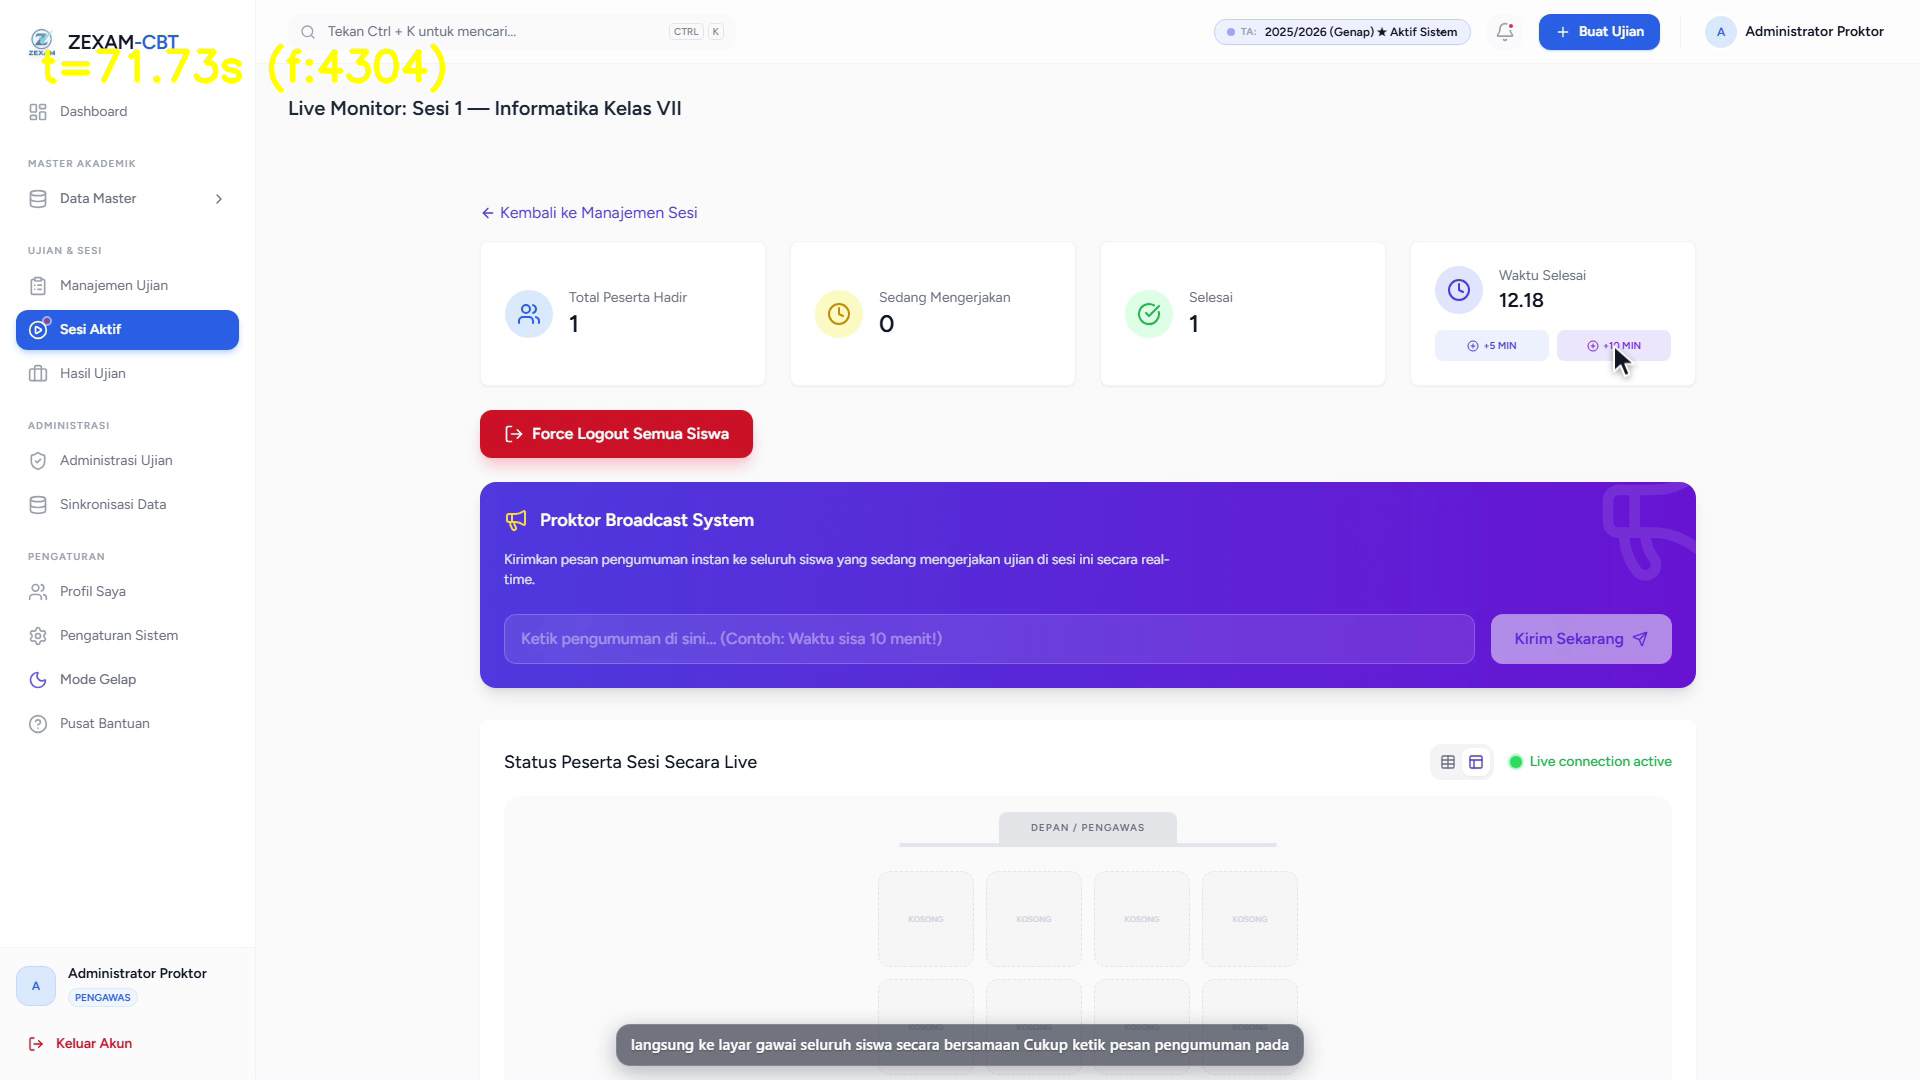 ZEXAM-CBT
ZEXAM
t=71.73s (f:4304)
Tekan Ctrl + K untuk mencari...
CTRL K
TA: 2025/2026 (Genap) ★ Aktif Sistem
Buat Ujian
A
Administrator Proktor
Dashboard
MASTER AKADEMIK
Data Master
UJIAN & SESI
Manajemen Ujian
Sesi Aktif
Hasil Ujian
ADMINISTRASI
Administrasi Ujian
Sinkronisasi Data
PENGATURAN
Profil Saya
Pengaturan Sistem
Mode Gelap
Pusat Bantuan
A
Administrator Proktor
PENGAWAS
Keluar Akun
Live Monitor: Sesi 1 — Informatika Kelas VII
Kembali ke Manajemen Sesi
Total Peserta Hadir
1
Sedang Mengerjakan
0
Selesai
1
Waktu Selesai
12.18
+5 MIN
+10 MIN
Force Logout Semua Siswa
Proktor Broadcast System
Kirimkan pesan pengumuman instan ke seluruh siswa yang sedang mengerjakan ujian di sesi ini secara real-
time.
Ketik pengumuman di sini... (Contoh: Waktu sisa 10 menit!)
Kirim Sekarang
Status Peserta Sesi Secara Live
Live connection active
DEPAN / PENGAWAS
KOSONG KOSONG KOSONG KOSONG
KOSONG KOSONG KOSONG KOSONG
langsung ke layar gawai seluruh siswa secara bersamaan Cukup ketik pesan pengumuman pada